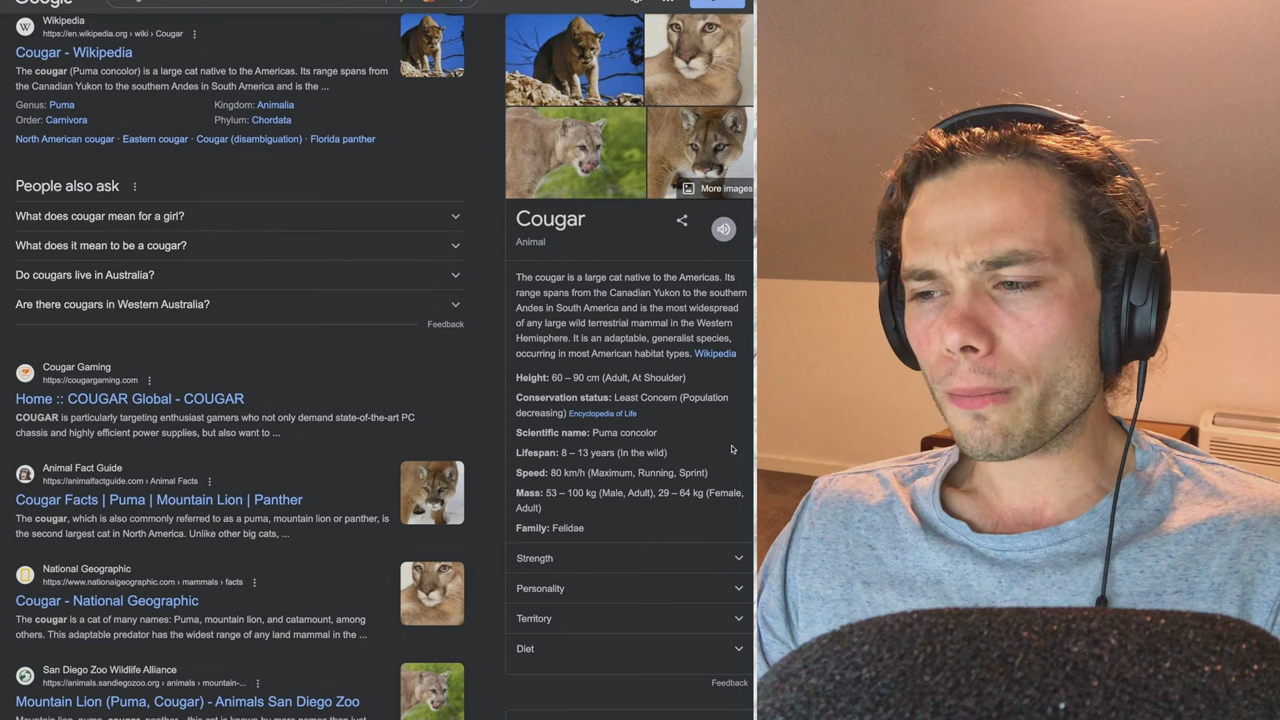 Wikipedia
https://en.wikipedia.org › wiki › Cougar
Cougar - Wikipedia
The cougar (Puma concolor) is a large cat native to the Americas. Its range spans from
the Canadian Yukon to the southern Andes in South America and is the ...
Genus: Puma
Kingdom: Animalia
Order: Carnivora
Phylum: Chordata
North American cougar · Eastern cougar · Cougar (disambiguation) · Florida panther
People also ask
What does cougar mean for a girl?
What does it mean to be a cougar?
Do cougars live in Australia?
Are there cougars in Western Australia?
Feedback
Cougar Gaming
https://cougargaming.com
Home :: COUGAR Global - COUGAR
COUGAR is particularly targeting enthusiast gamers who not only demand state-of-the-art PC
chassis and highly efficient power supplies, but also want to ...
Animal Fact Guide
https://animalfactguide.com › Animal Facts
Cougar Facts | Puma | Mountain Lion | Panther
The cougar, which is also commonly referred to as a puma, mountain lion or panther, is
the second largest cat in North America. Unlike other big cats, ...
National Geographic
https://www.nationalgeographic.com › mammals › facts
Cougar - National Geographic
The cougar is a cat of many names: Puma, mountain lion, and catamount, among
others. This adaptable predator has the widest range of any land mammal in the ...
San Diego Zoo Wildlife Alliance
https://animals.sandiegozoo.org › animals › mountain-...
Mountain Lion (Puma, Cougar) - Animals San Diego Zoo
More images
Cougar
Animal
The cougar is a large cat native to the Americas. Its
range spans from the Canadian Yukon to the southern
Andes in South America and is the most widespread
of any large wild terrestrial mammal in the Western
Hemisphere. It is an adaptable, generalist species,
occurring in most American habitat types. Wikipedia
Height: 60 – 90 cm (Adult, At Shoulder)
Conservation status: Least Concern (Population
decreasing) Encyclopedia of Life
Scientific name: Puma concolor
Lifespan: 8 – 13 years (In the wild)
Speed: 80 km/h (Maximum, Running, Sprint)
Mass: 53 – 100 kg (Male, Adult), 29 – 64 kg (Female,
Adult)
Family: Felidae
Strength
Personality
Territory
Diet
Feedback